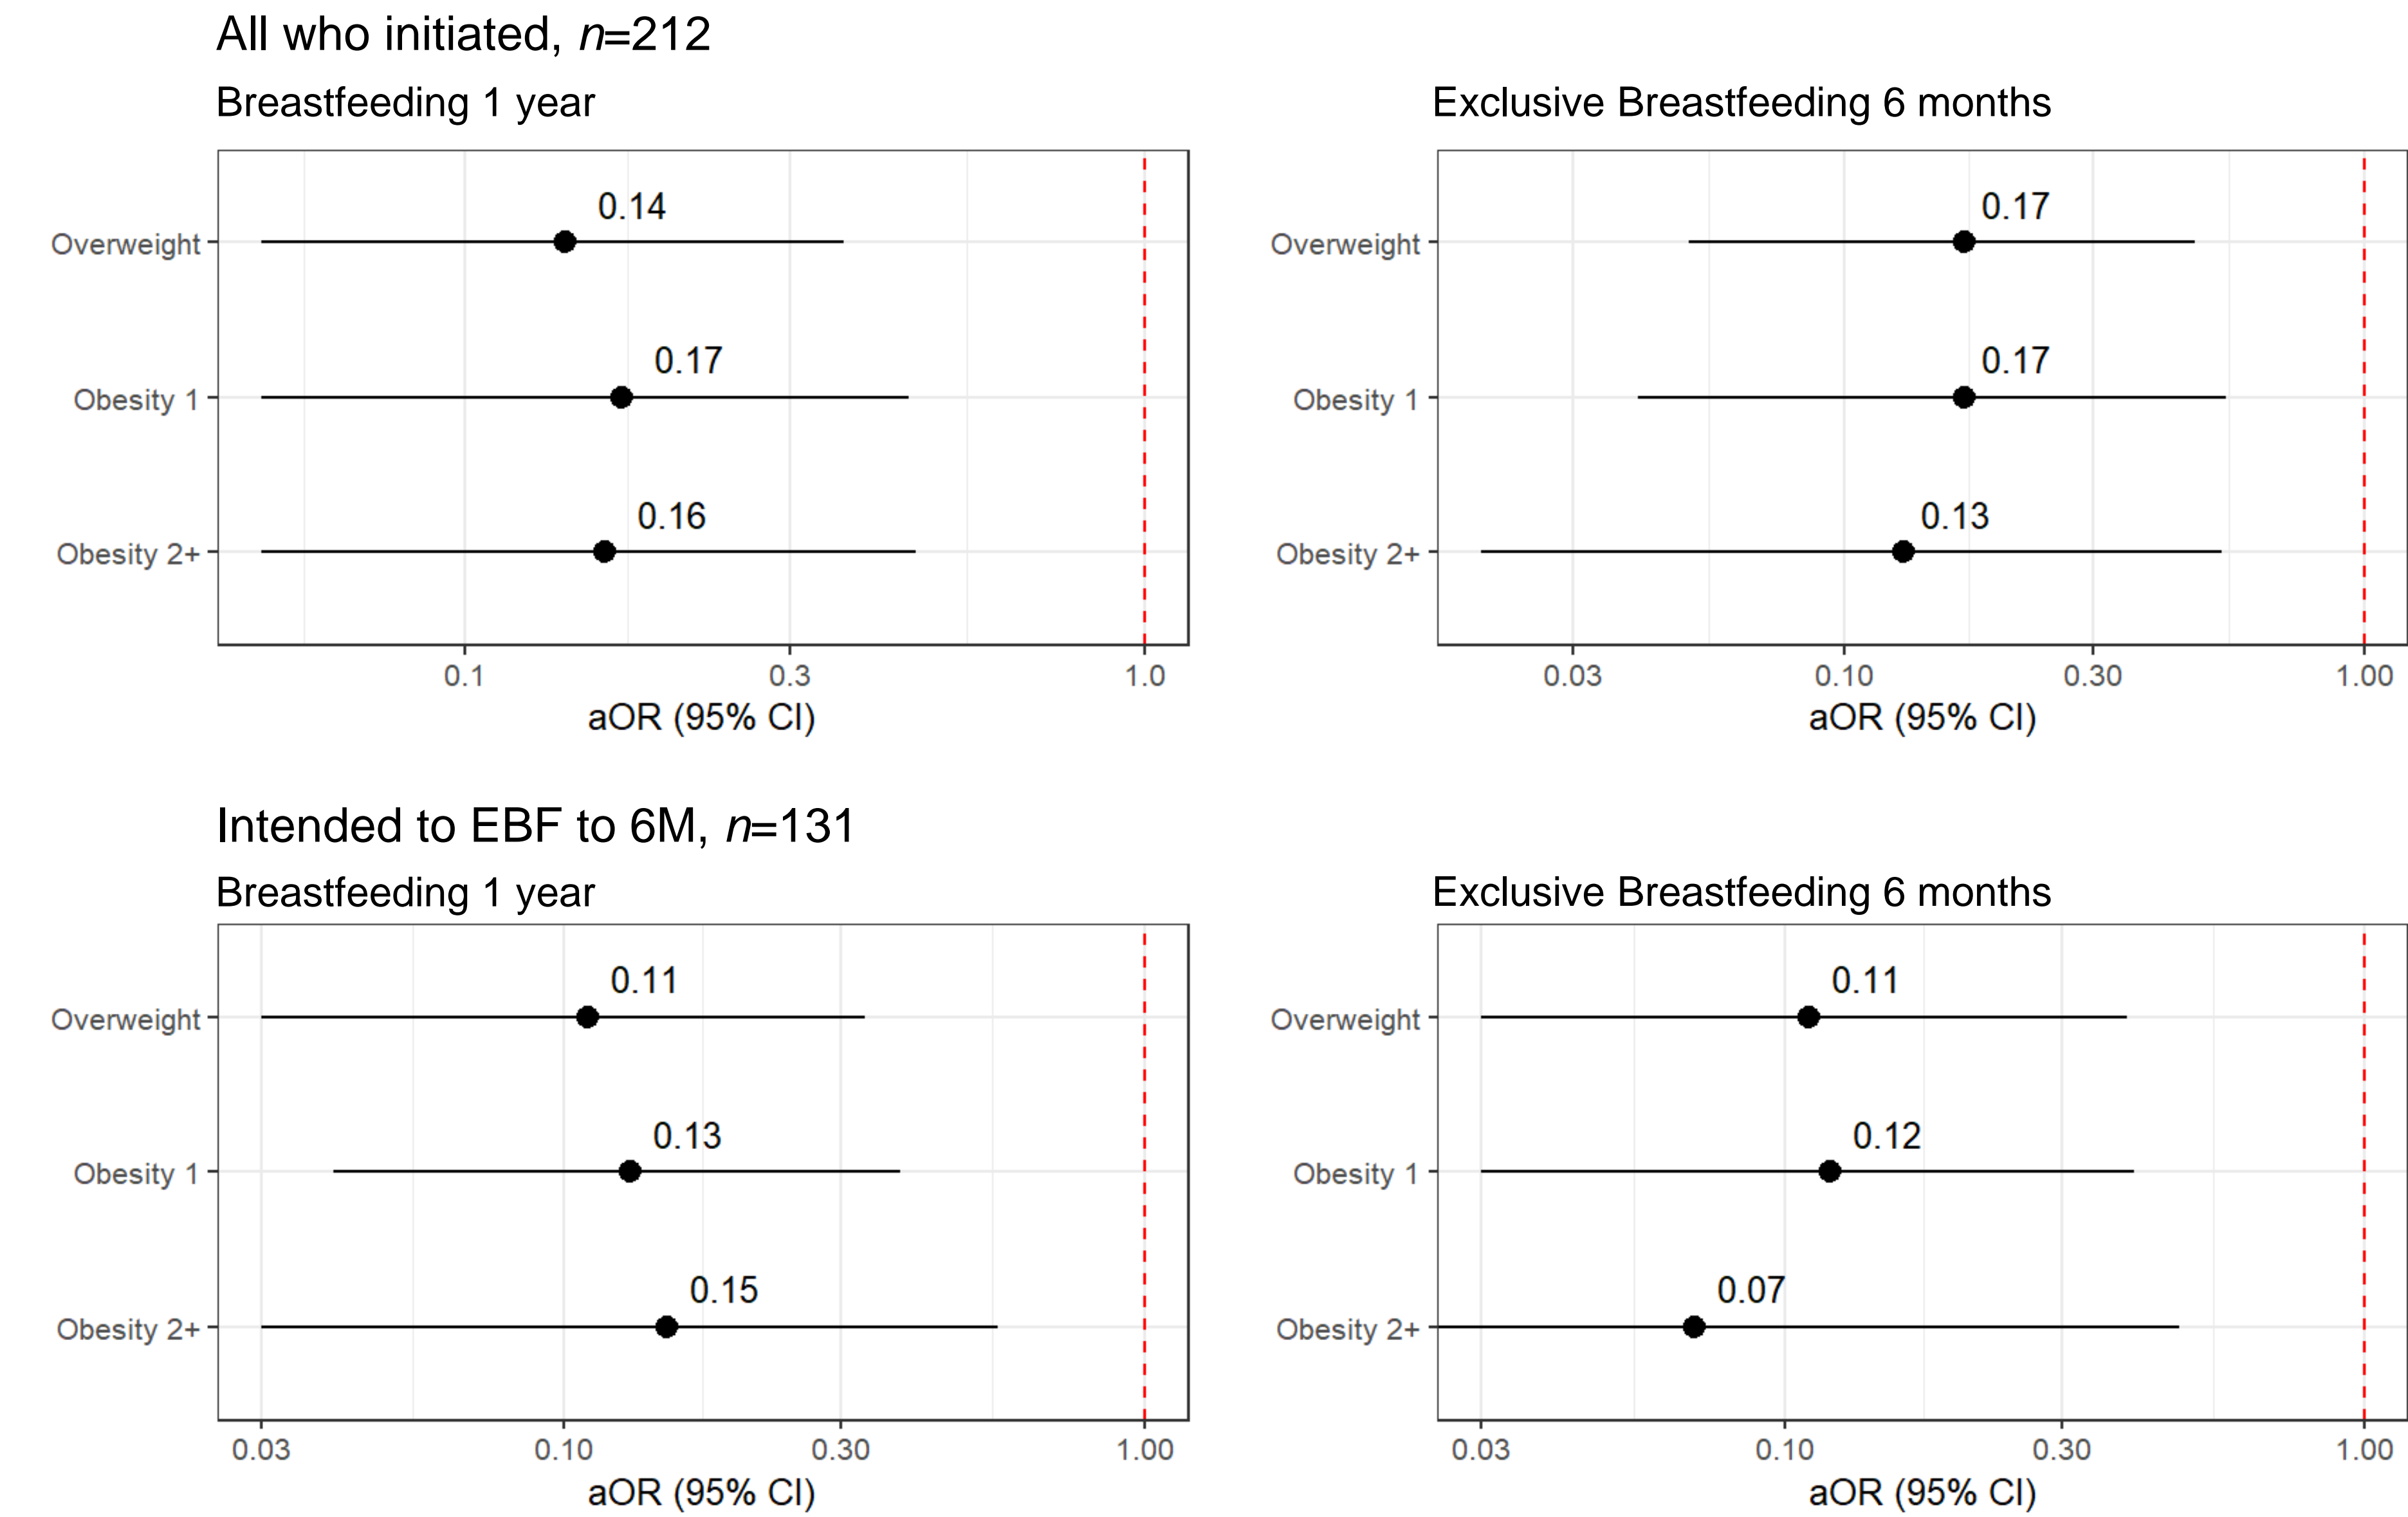 All who initiated, n=212
Breastfeeding 1 year
0.14
Overweight
0.17
Obesity 1
0.16
Obesity 2+
0.1 0.3 1.0
aOR (95% CI)
Exclusive Breastfeeding 6 months
0.17
Overweight
0.17
Obesity 1
0.13
Obesity 2+
0.03 0.10 0.30 1.00
aOR (95% CI)
Intended to EBF to 6M, n=131
Breastfeeding 1 year
0.11
Overweight
0.13
Obesity 1
0.15
Obesity 2+
0.03 0.10 0.30 1.00
aOR (95% CI)
Exclusive Breastfeeding 6 months
0.11
Overweight
0.12
Obesity 1
0.07
Obesity 2+
0.03 0.10 0.30 1.00
aOR (95% CI)